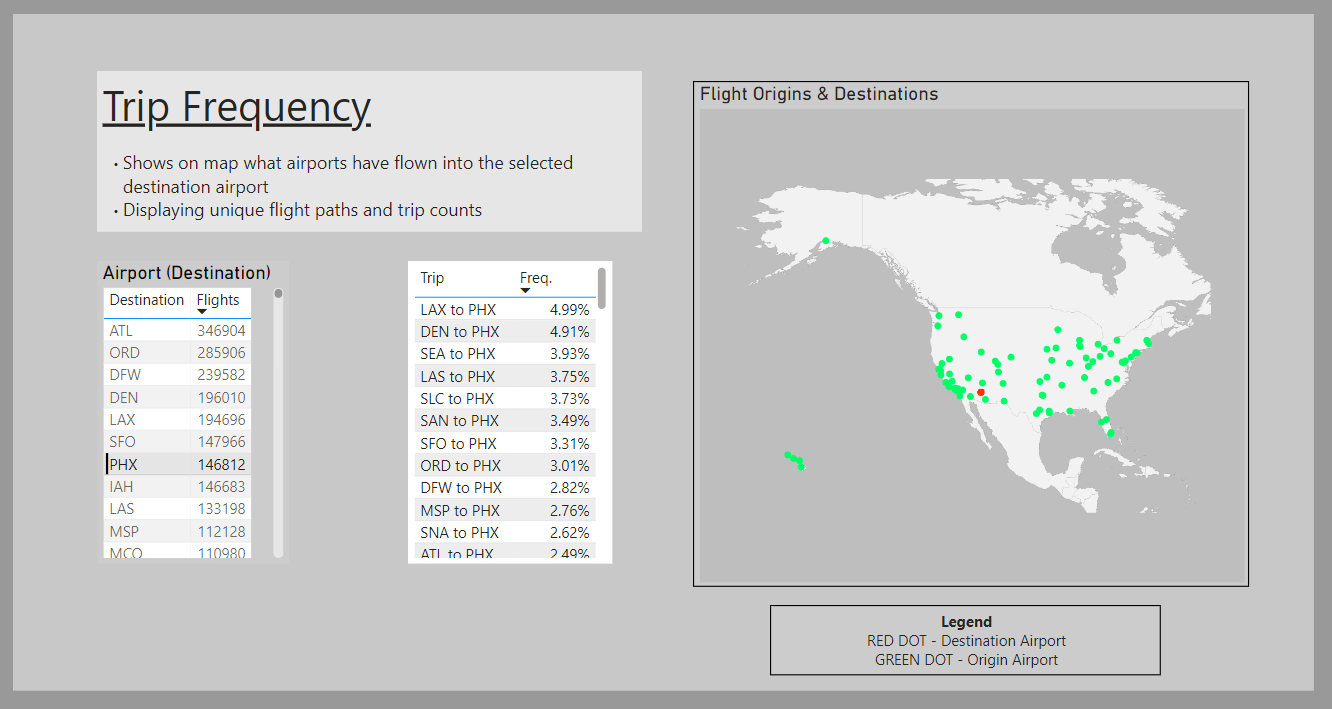 Trip Frequency
• Shows on map what airports have flown into the selected
destination airport
• Displaying unique flight paths and trip counts
Airport (Destination)
Destination Flights
ATL 346904
ORD 285906
DFW 239582
DEN 196010
LAX 194696
SFO 147966
PHX 146812
IAH 146683
LAS 133198
MSP 112128
MCO 110980
Trip Freq.
LAX to PHX 4.99%
DEN to PHX 4.91%
SEA to PHX 3.93%
LAS to PHX 3.75%
SLC to PHX 3.73%
SAN to PHX 3.49%
SFO to PHX 3.31%
ORD to PHX 3.01%
DFW to PHX 2.82%
MSP to PHX 2.76%
SNA to PHX 2.62%
ATL to PHX 2.49%
Flight Origins & Destinations
Legend
RED DOT - Destination Airport
GREEN DOT - Origin Airport